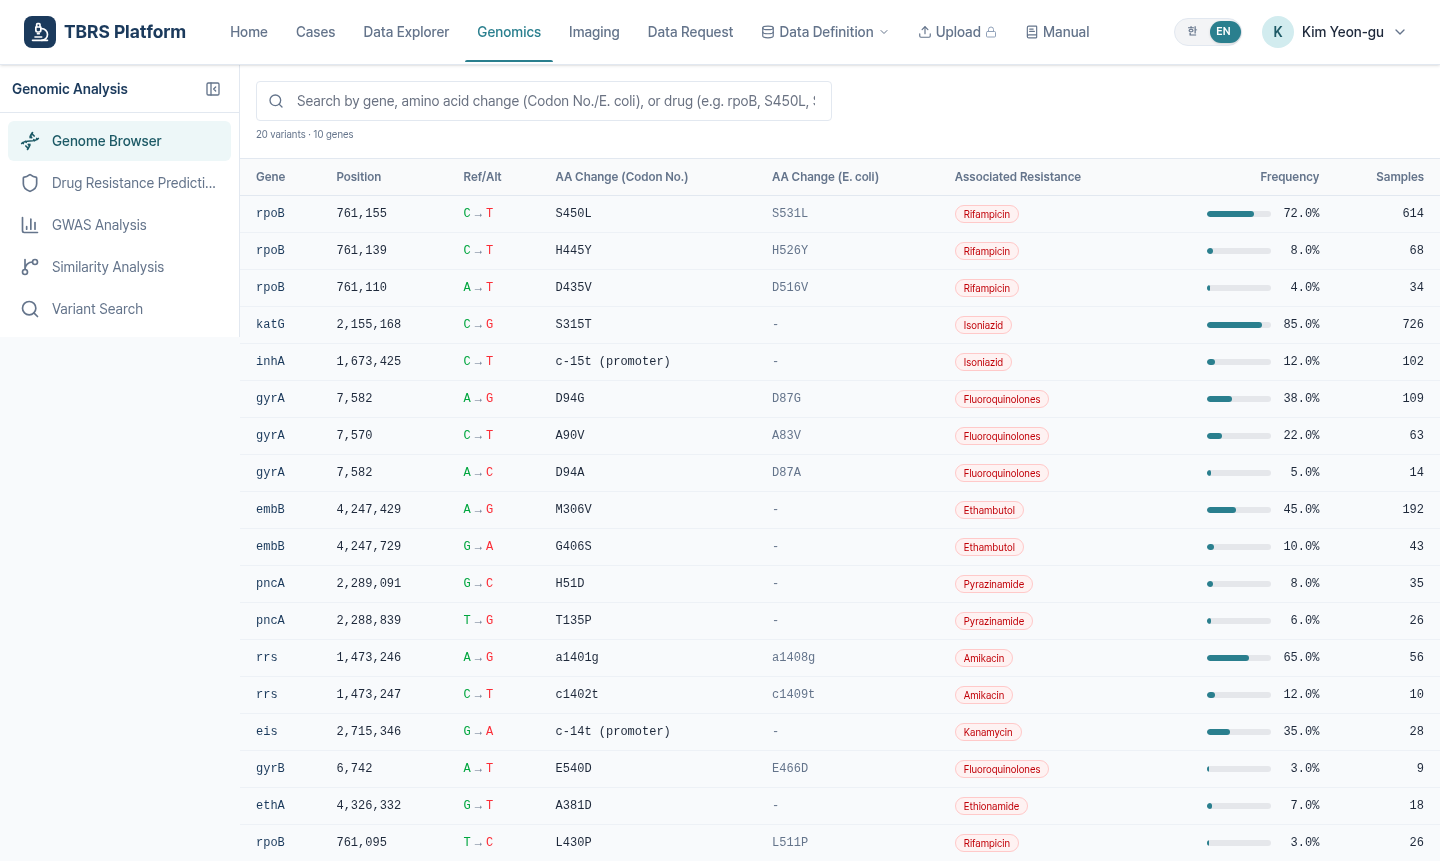 TBRS Platform
Home Cases Data Explorer Genomics Imaging Data Request Data Definition Upload Manual 한 EN K Kim Yeon-gu
Genomic Analysis
Genome Browser
Drug Resistance Predicti...
GWAS Analysis
Similarity Analysis
Variant Search
Search by gene, amino acid change (Codon No./E. coli), or drug (e.g. rpoB, S450L,
20 variants · 10 genes
Gene Position Ref/Alt AA Change (Codon No.) AA Change (E. coli) Associated Resistance Frequency Samples
rpoB 761,155 C → T S450L S531L Rifampicin 72.0% 614
rpoB 761,139 C → T H445Y H526Y Rifampicin 8.0% 68
rpoB 761,110 A → T D435V D516V Rifampicin 4.0% 34
katG 2,155,168 C → G S315T - Isoniazid 85.0% 726
inhA 1,673,425 C → T c-15t (promoter) - Isoniazid 12.0% 102
gyrA 7,582 A → G D94G D87G Fluoroquinolones 38.0% 109
gyrA 7,570 C → T A90V A83V Fluoroquinolones 22.0% 63
gyrA 7,582 A → C D94A D87A Fluoroquinolones 5.0% 14
embB 4,247,429 A → G M306V - Ethambutol 45.0% 192
embB 4,247,729 G → A G406S - Ethambutol 10.0% 43
pncA 2,289,091 G → C H51D - Pyrazinamide 8.0% 35
pncA 2,288,839 T → G T135P - Pyrazinamide 6.0% 26
rrs 1,473,246 A → G a1401g a1408g Amikacin 65.0% 56
rrs 1,473,247 C → T c1402t c1409t Amikacin 12.0% 10
eis 2,715,346 G → A c-14t (promoter) - Kanamycin 35.0% 28
gyrB 6,742 A → T E540D E466D Fluoroquinolones 3.0% 9
ethA 4,326,332 G → T A381D - Ethionamide 7.0% 18
rpoB 761,095 T → C L430P L511P Rifampicin 3.0% 26